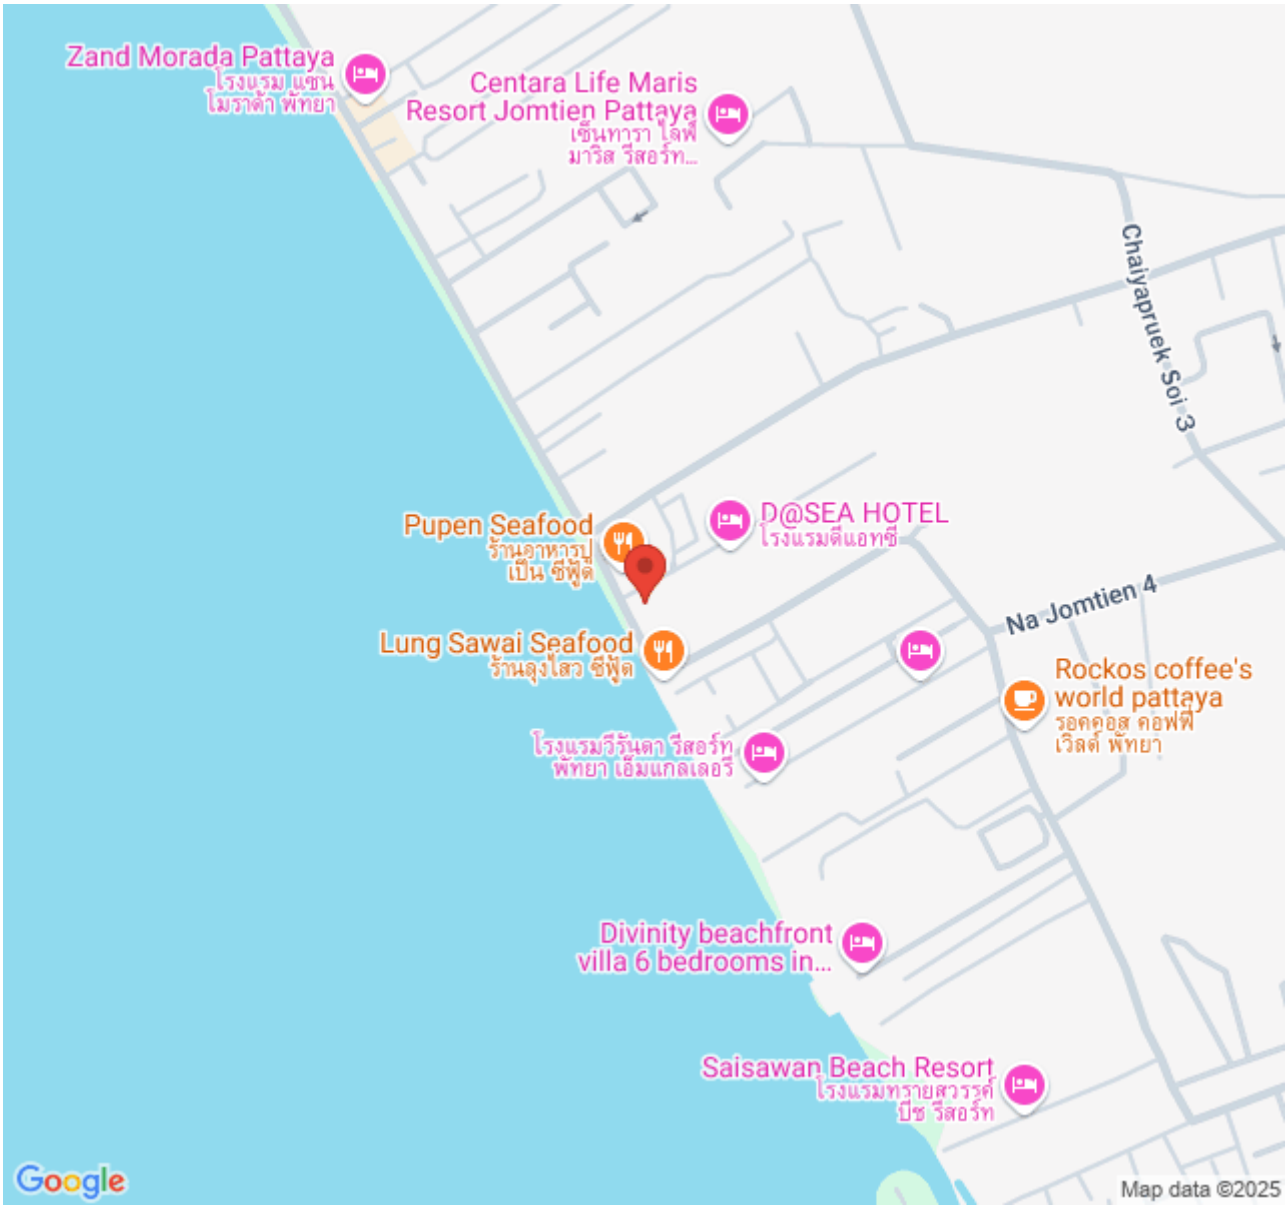 Zand Morada Pattaya
โรงแรม แซน
โมราด้า พัทยา
Centara Life Maris
Resort Jomtien Pattaya
เซ็นทารา ไลฟ์
มาริส รีสอร์ท...
Chaiyapruek Soi 3
Pupen Seafood
ร้านอาหารปู
เป็น ซีฟู้ด
D@SEA HOTEL
โรงแรมดีแอทซี
Na Jomtien 4
Lung Sawai Seafood
ร้านลุงไสว ซีฟู้ด
Rockos coffee's
world pattaya
รอคคอส คอฟฟี่
เวิลด์ พัทยา
โรงแรมวีรันดา รีสอร์ท
พัทยา เอ็มแกลเลอรี
Divinity beachfront
villa 6 bedrooms in...
Saisawan Beach Resort
โรงแรมทรายสวรรค์
บีช รีสอร์ท
Google
Map data ©2025